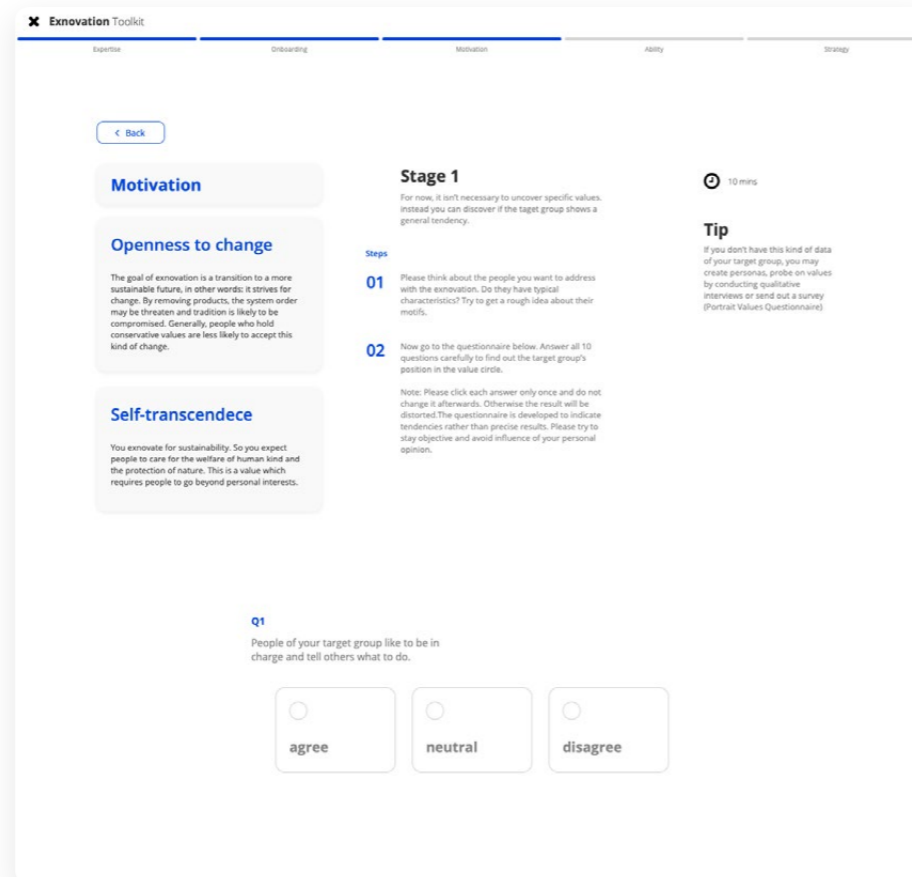 Exnovation Toolkit
Expertise
Onboarding
Motivation
Ability
Strategy
< Back
Motivation
Openness to change
The goal of exnovation is a transition to a more
sustainable future, in other words: it strives for
change. By removing products, the system order
may be threaten and tradition is likely to be
compromised. Generally, people who hold
conservative values are less likely to accept this
kind of change.
Self-transcendece
You exnovate for sustainability. So you expect
people to care for the welfare of human kind and
the protection of nature. This is a value which
requires people to go beyond personal interests.
Stage 1
For now, it isn't necessary to uncover specific values.
instead you can discover if the taget group shows a
general tendency.
Steps
01
Please think about the people you want to address
with the exnovation. Do they have typical
characteristics? Try to get a rough idea about their
motifs.
02
Now go to the questionnaire below. Answer all 10
questions carefully to find out the target group's
position in the value circle.
Note: Please click each answer only once and do not
change it afterwards. Otherwise the result will be
distorted.The questionnaire is developed to indicate
tendencies rather than precise results. Please try to
stay objective and avoid influence of your personal
opinion.
10 mins
Tip
If you don't have this kind of data
of your target group, you may
create personas, probe on values
by conducting qualitative
interviews or send out a survey
(Portrait Values Questionnaire)
Q1
People of your target group like to be in
charge and tell others what to do.
agree
neutral
disagree